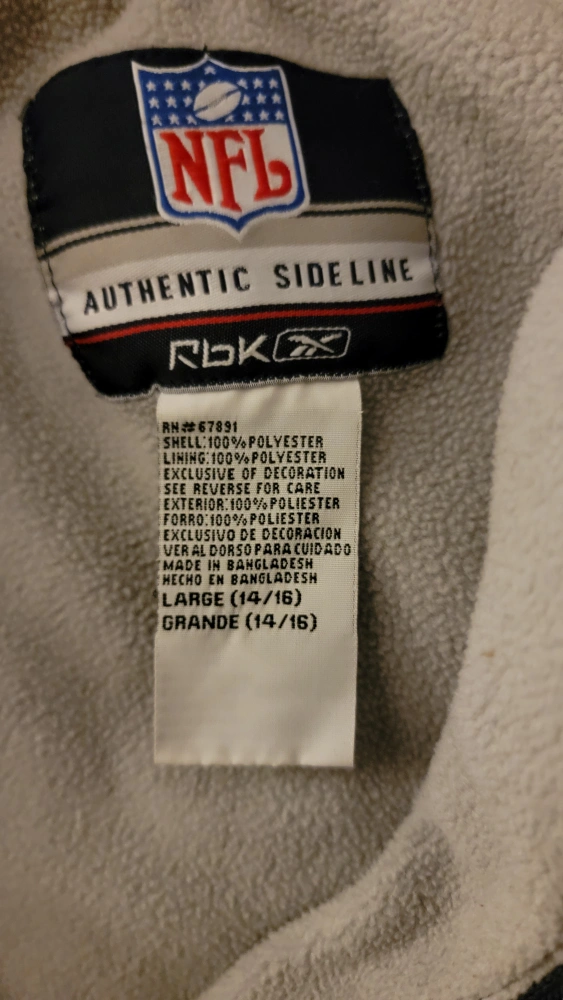 NFL
AUTHENTIC SIDELINE
RbK
RN#67891
SHELL:100%POLYESTER
LINING:100%POLYESTER
EXCLUSIVE OF DECORATION
SEE REVERSE FOR CARE
EXTERIOR:100%POLIESTER
FORRO:100%POLIESTER
EXCLUSIVO DE DECORACION
VER AL DORSO PARA CUIDADO
MADE IN BANGLADESH
HECHO EN BANGLADESH
LARGE (14/16)
GRANDE (14/16)